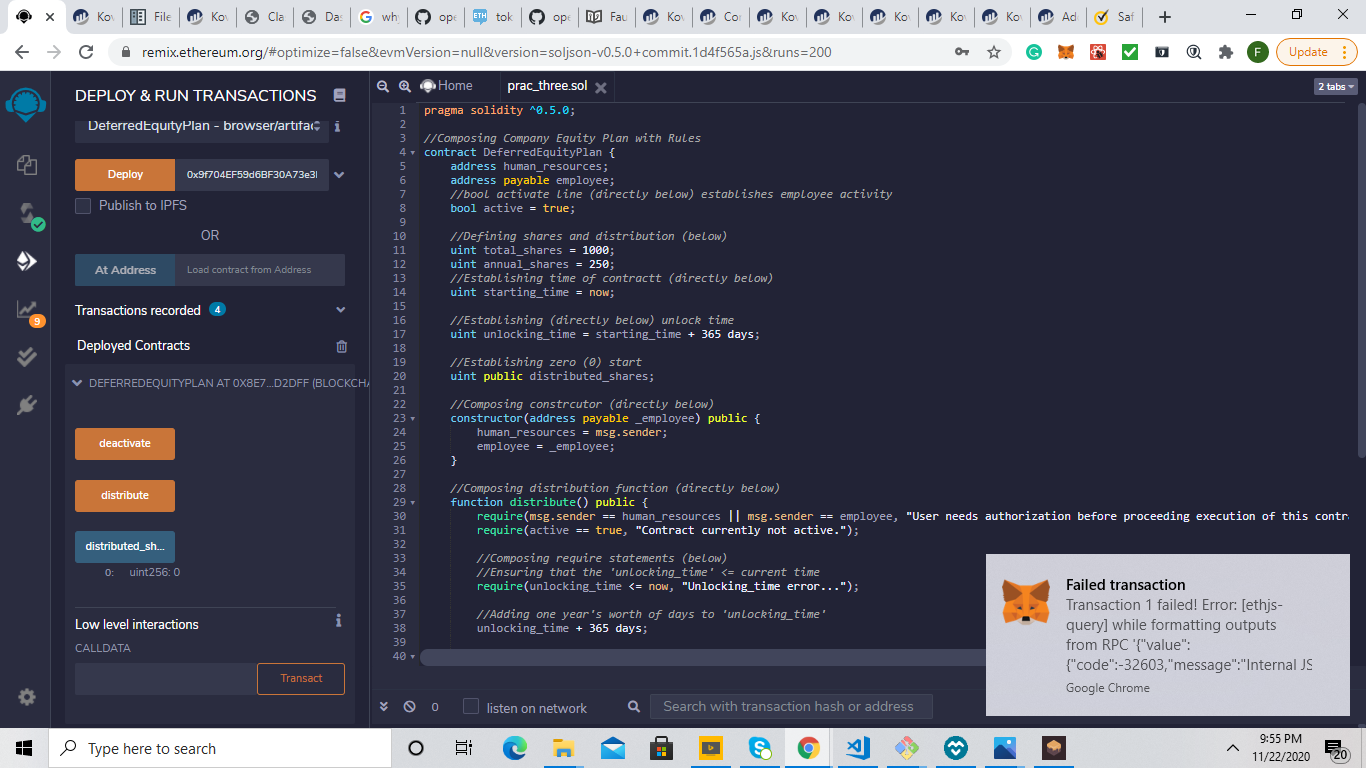 Kov
File
Kov
Cla
Das
why
ope
tok
ope
Fau
Kov
Cor
Kov
Kov
Kov
Kov
Kov
Add
Saf
remix.ethereum.org/#optimize=false&evmVersion=null&version=soljson-v0.5.0+commit.1d4f565a.js&runs=200
F
Update
DEPLOY & RUN TRANSACTIONS
DeferredEquityPlan - browser/artifac
Deploy
0x9f704EF59d6BF30A73e3I
Publish to IPFS
OR
At Address
Load contract from Address
Transactions recorded 4
9
Deployed Contracts
DEFERREDEQUITYPLAN AT 0X8E7...D2DFF (BLOCKCHA
deactivate
distribute
distributed_sh...
0: uint256: 0
Low level interactions
CALLDATA
Transact
Home
prac_three.sol
2 tabs
1 pragma solidity ^0.5.0;
2
3 //Composing Company Equity Plan with Rules
4 contract DeferredEquityPlan {
5 address human_resources;
6 address payable employee;
7 //bool activate line (directly below) establishes employee activity
8 bool active = true;
9
10 //Defining shares and distribution (below)
11 uint total_shares = 1000;
12 uint annual_shares = 250;
13 //Establishing time of contractt (directly below)
14 uint starting_time = now;
15
16 //Establishing (directly below) unlock time
17 uint unlocking_time = starting_time + 365 days;
18
19 //Establishing zero (0) start
20 uint public distributed_shares;
21
22 //Composing constrcutor (directly below)
23 constructor(address payable _employee) public {
24 human_resources = msg.sender;
25 employee = _employee;
26 }
27
28 //Composing distribution function (directly below)
29 function distribute() public {
30 require(msg.sender == human_resources || msg.sender == employee, "User needs authorization before proceeding execution of this contra
31 require(active == true, "Contract currently not active.");
32
33 //Composing require statements (below)
34 //Ensuring that the 'unlocking_time' <= current time
35 require(unlocking_time <= now, "Unlocking_time error...");
36
37 //Adding one year's worth of days to 'unlocking_time'
38 unlocking_time + 365 days;
39
40
0
listen on network
Search with transaction hash or address
Failed transaction
Transaction 1 failed! Error: [ethjs-
query] while formatting outputs
from RPC '{"value":
{"code":-32603,"message":"Internal JS
Google Chrome
Type here to search
9:55 PM
11/22/2020
20